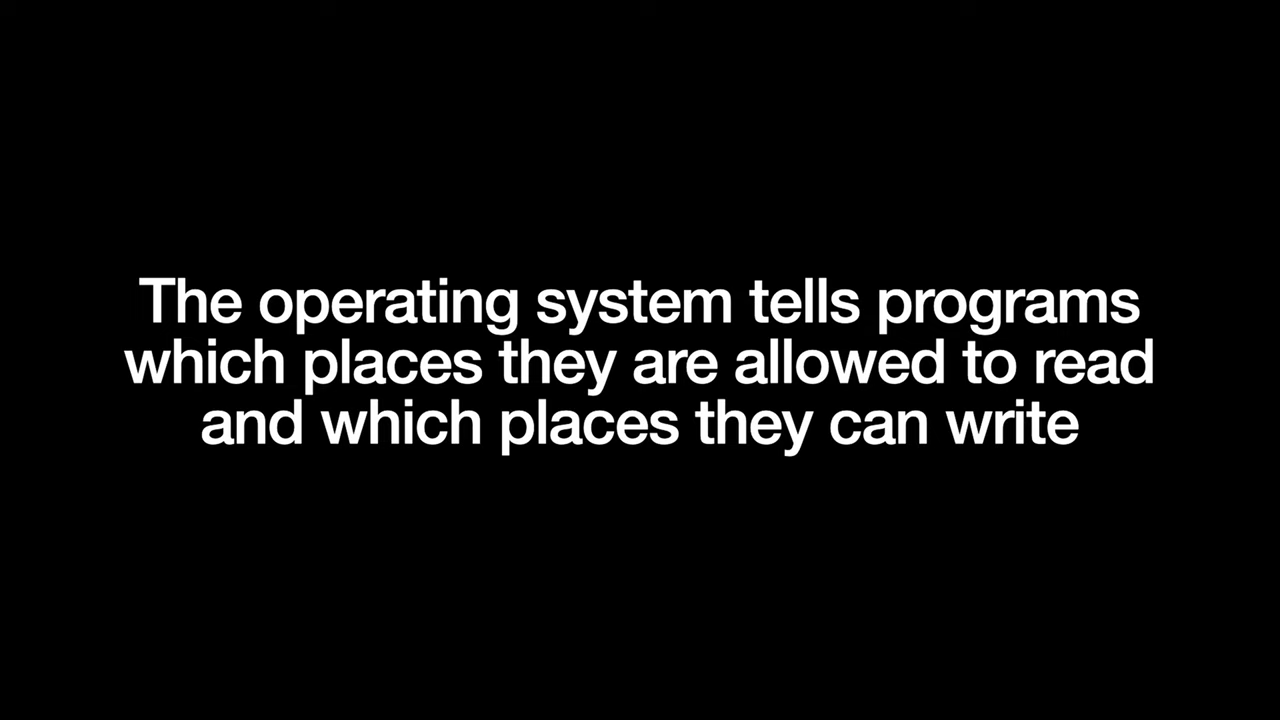 The operating system tells programs
which places they are allowed to read
and which places they can write